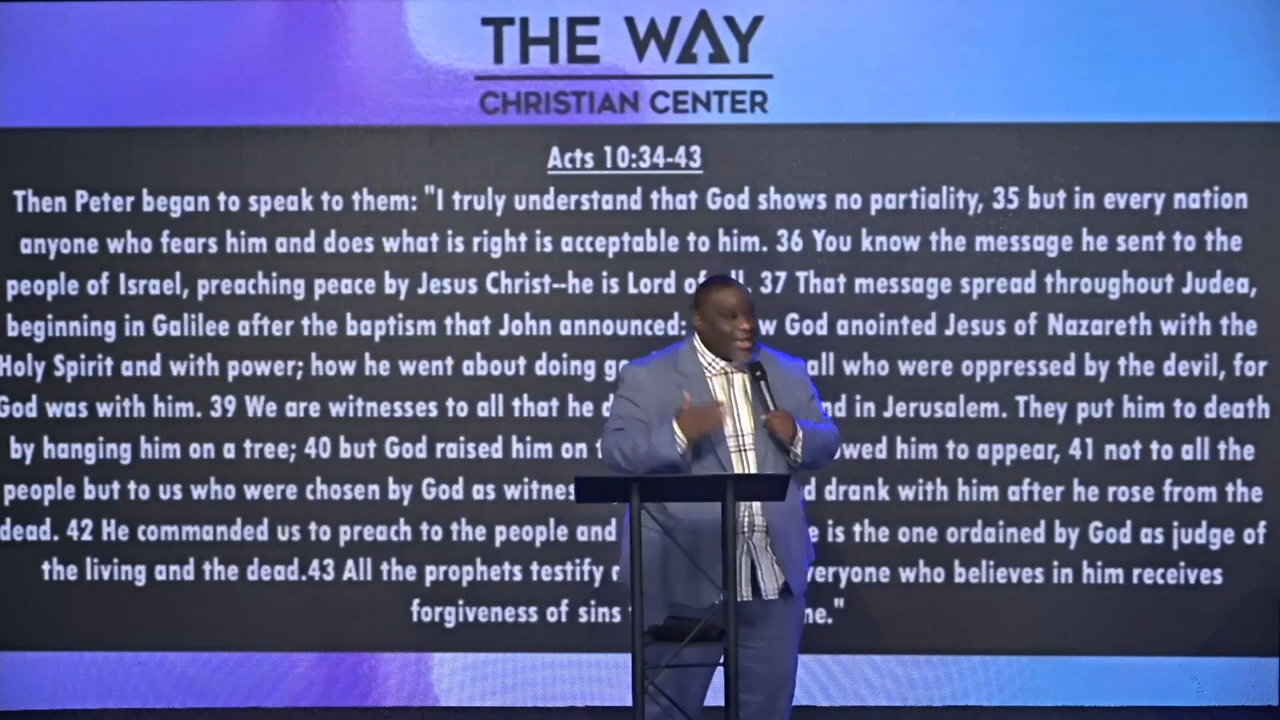 THE WAY
CHRISTIAN CENTER
Acts 10:34-43
Then Peter began to speak to them: "I truly understand that God shows no partiality, 35 but in every nation
anyone who fears him and does what is right is acceptable to him. 36 You know the message he sent to the
people of Israel, preaching peace by Jesus Christ--he is Lord of all. 37 That message spread throughout Judea,
beginning in Galilee after the baptism that John announced: God anointed Jesus of Nazareth with the
Holy Spirit and with power; how he went about doing all who were oppressed by the devil, for
God was with him. 39 We are witnesses to all that he in Jerusalem. They put him to death
by hanging him on a tree; 40 but God raised him on him to appear, 41 not to all the
people but to us who were chosen by God as drank with him after he rose from the
dead. 42 He commanded us to preach to the people and is the one ordained by God as judge of
the living and the dead.43 All the prophets testify who believes in him receives
forgiveness of sins